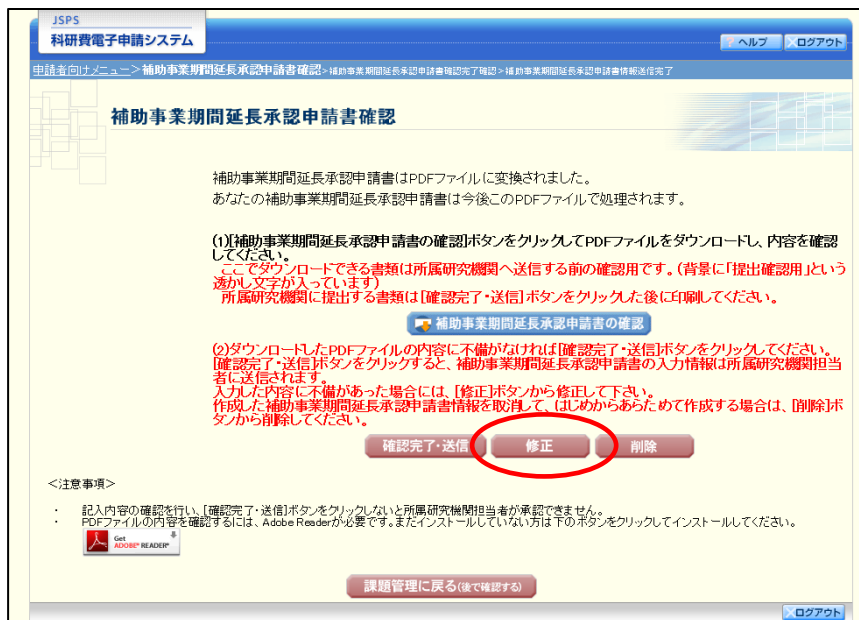 JSPS
科研費電子申請システム
ヘルプ
ログアウト
申請者向けメニュー>補助事業期間延長承認申請書確認>補助事業期間延長承認申請書確認完了確認>補助事業期間延長承認申請書情報送信完了
補助事業期間延長承認申請書確認
補助事業期間延長承認申請書はPDFファイルに変換されました。
あなたの補助事業期間延長承認申請書は今後このPDFファイルで処理されます。
(1)[補助事業期間延長承認申請書の確認]ボタンをクリックしてPDFファイルをダウンロードし、内容を確認
してください。
ここでダウンロードできる書類は所属研究機関へ送信する前の確認用です。(背景に「提出確認用」という
透かし文字が入っています)
所属研究機関に提出する書類は[確認完了・送信]ボタンをクリックした後に印刷してください。
補助事業期間延長承認申請書の確認
(2)ダウンロードしたPDFファイルの内容に不備がなければ[確認完了・送信]ボタンをクリックしてください。
[確認完了・送信]ボタンをクリックすると、補助事業期間延長承認申請書の入力情報は所属研究機関担当
者に送信されます。
入力した内容に不備があった場合には、[修正]ボタンから修正して下さい。
作成した補助事業期間延長承認申請書情報を取消して、はじめからあらためて作成する場合は、[削除]ボ
タンから削除してください。
確認完了・送信
修正
削除
<注意事項>
・ 記入内容の確認を行い、[確認完了・送信]ボタンをクリックしないと所属研究機関担当者が承認できません。
・ PDFファイルの内容を確認するには、Adobe Readerが必要です。まだインストールしていない方は下のボタンをクリックしてインストールしてください。
Get
ADOBE® READER®
課題管理に戻る(後で確認する)
ログアウト